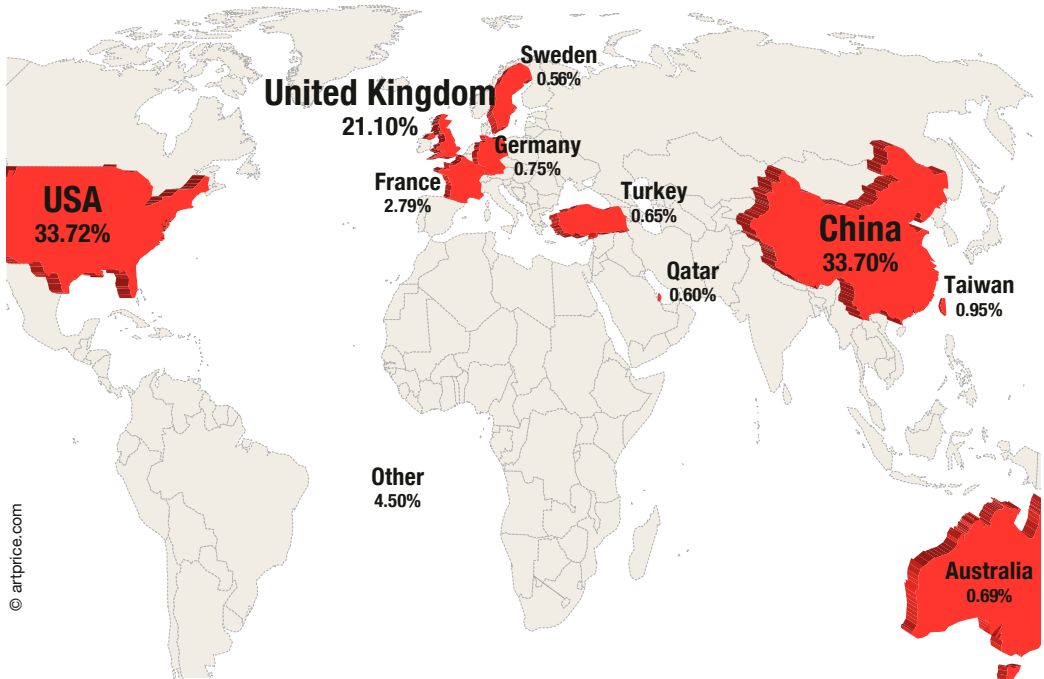 Sweden
0.56%
United Kingdom
21.10%
Germany
0.75%
France
2.79%
USA
33.72%
Turkey
0.65%
China
33.70%
Qatar
0.60%
Taiwan
0.95%
Other
4.50%
Australia
0.69%
© artprice.com